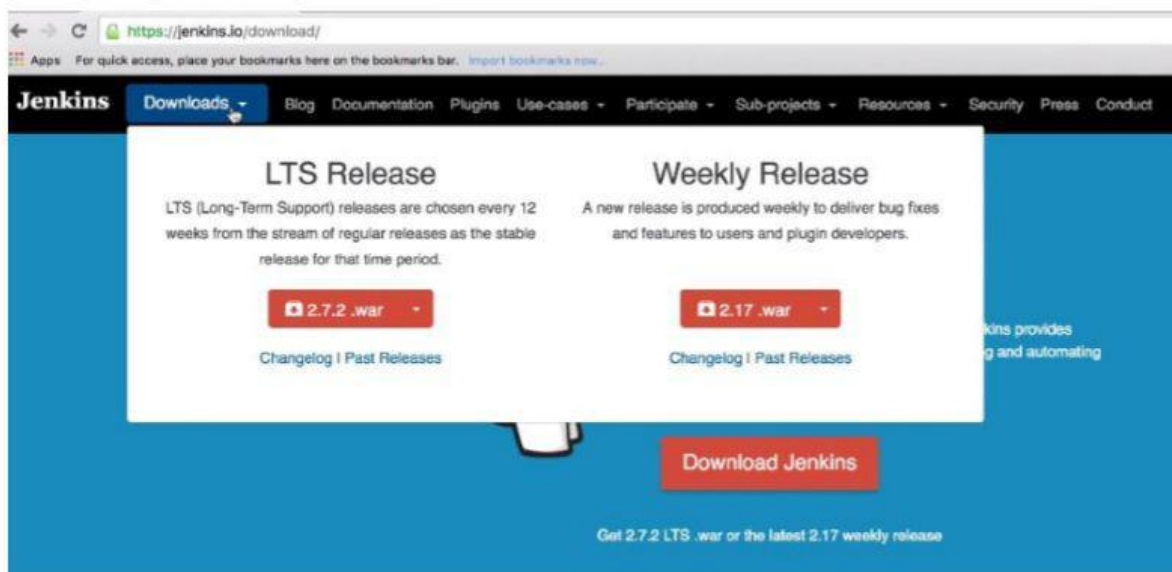 https://jenkins.io/download/
Apps For quick access, place your bookmarks here on the bookmarks bar. Import bookmarks now...
Jenkins Downloads Blog Documentation Plugins Use-cases Participate Sub-projects Resources Security Press Conduct
LTS Release
LTS (Long-Term Support) releases are chosen every 12
weeks from the stream of regular releases as the stable
release for that time period.
2.7.2 .war
Changelog | Past Releases
Weekly Release
A new release is produced weekly to deliver bug fixes
and features to users and plugin developers.
2.17 .war
Changelog | Past Releases
kins provides
g and automating
Download Jenkins
Get 2.7.2 LTS .war or the latest 2.17 weekly release